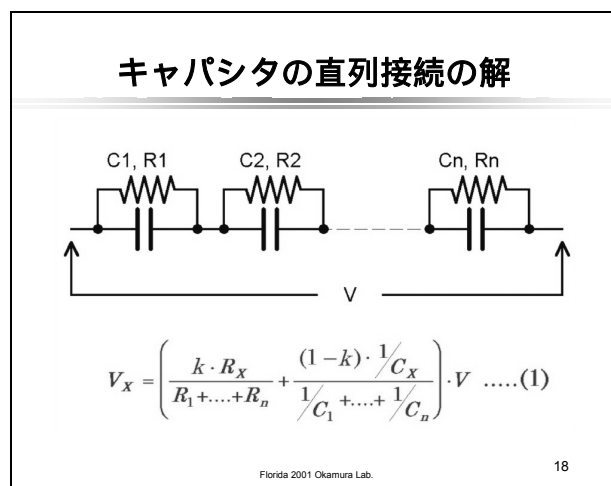 キャパシタの直列接続の解
C1, R1 C2, R2 Cn, Rn
V
V_X = ( k · R_X / R_1+....+R_n + (1 − k) · 1/C_X / 1/C_1 +....+ 1/C_n ) · V .....(1)
Florida 2001 Okamura Lab.
18